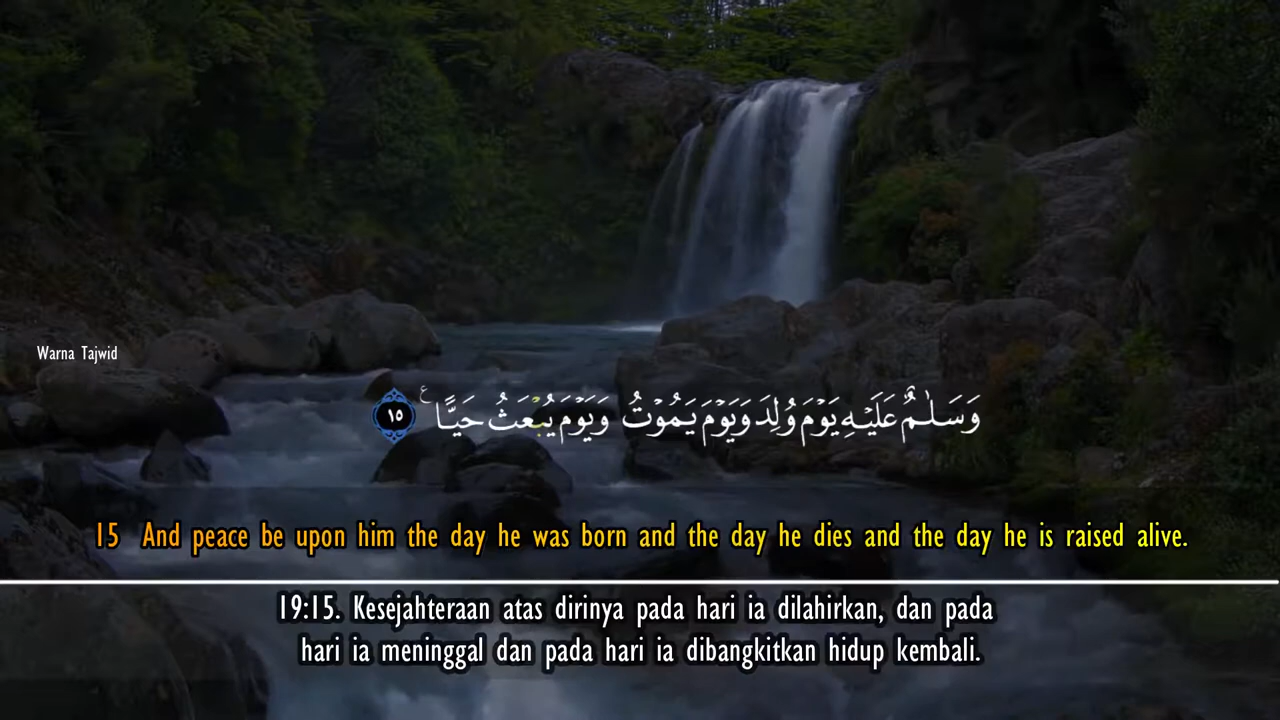 Warna Tajwid
وَسَلَٰمٌ عَلَيْهِ يَوْمَ وُلِدَ وَيَوْمَ يَمُوتُ وَيَوْمَ يُبْعَثُ حَيًّا ۝١٥ ع
15 And peace be upon him the day he was born and the day he dies and the day he is raised alive.
19:15. Kesejahteraan atas dirinya pada hari ia dilahirkan, dan pada
hari ia meninggal dan pada hari ia dibangkitkan hidup kembali.